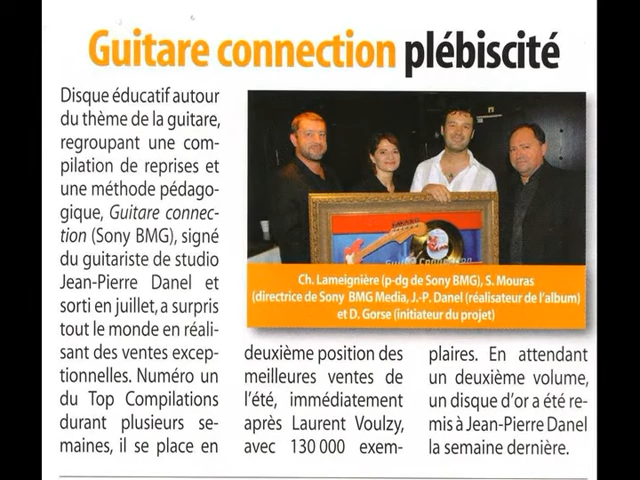 Guitare connection plébiscité
Disque éducatif autour
du thème de la guitare,
regroupant une com-
pilation de reprises et
une méthode pédago-
gique, Guitare connec-
tion (Sony BMG), signé
du guitariste de studio
Jean-Pierre Danel et
sorti en juillet, a surpris
tout le monde en réali-
sant des ventes excep-
tionnelles. Numéro un
du Top Compilations
durant plusieurs se-
maines, il se place en
Ch. Lameignière (p-dg de Sony BMG), S. Mouras
(directrice de Sony BMG Media, J.-P. Danel (réalisateur de l'album)
et D. Gorse (initiateur du projet)
deuxième position des
meilleures ventes de
l'été, immédiatement
après Laurent Voulzy,
avec 130 000 exem-
plaires. En attendant
un deuxième volume,
un disque d'or a été re-
mis à Jean-Pierre Danel
la semaine dernière.